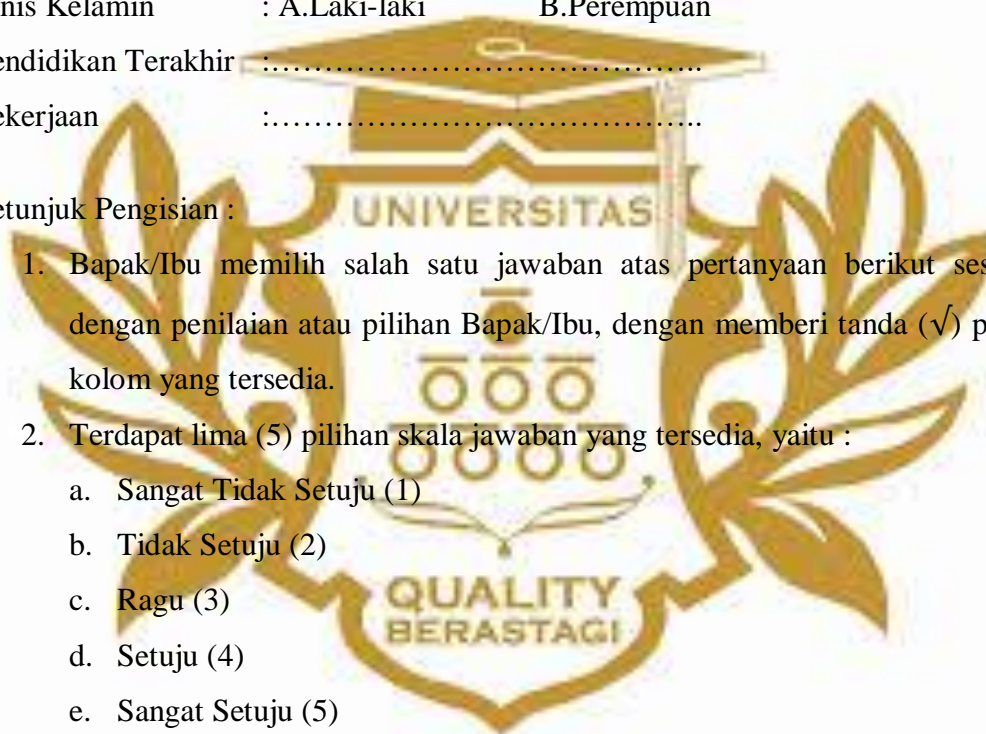 nis Kelamin : A.Laki-laki B.Perempuan
endidikan Terakhir :……………………………………..
ekerjaan :……………………………………..
etunjuk Pengisian :
1. Bapak/Ibu memilih salah satu jawaban atas pertanyaan berikut ses
dengan penilaian atau pilihan Bapak/Ibu, dengan memberi tanda (√) p
kolom yang tersedia.
2. Terdapat lima (5) pilihan skala jawaban yang tersedia, yaitu :
a. Sangat Tidak Setuju (1)
b. Tidak Setuju (2)
c. Ragu (3)
d. Setuju (4)
e. Sangat Setuju (5)
UNIVERSITAS
QUALITY
BERASTAGI